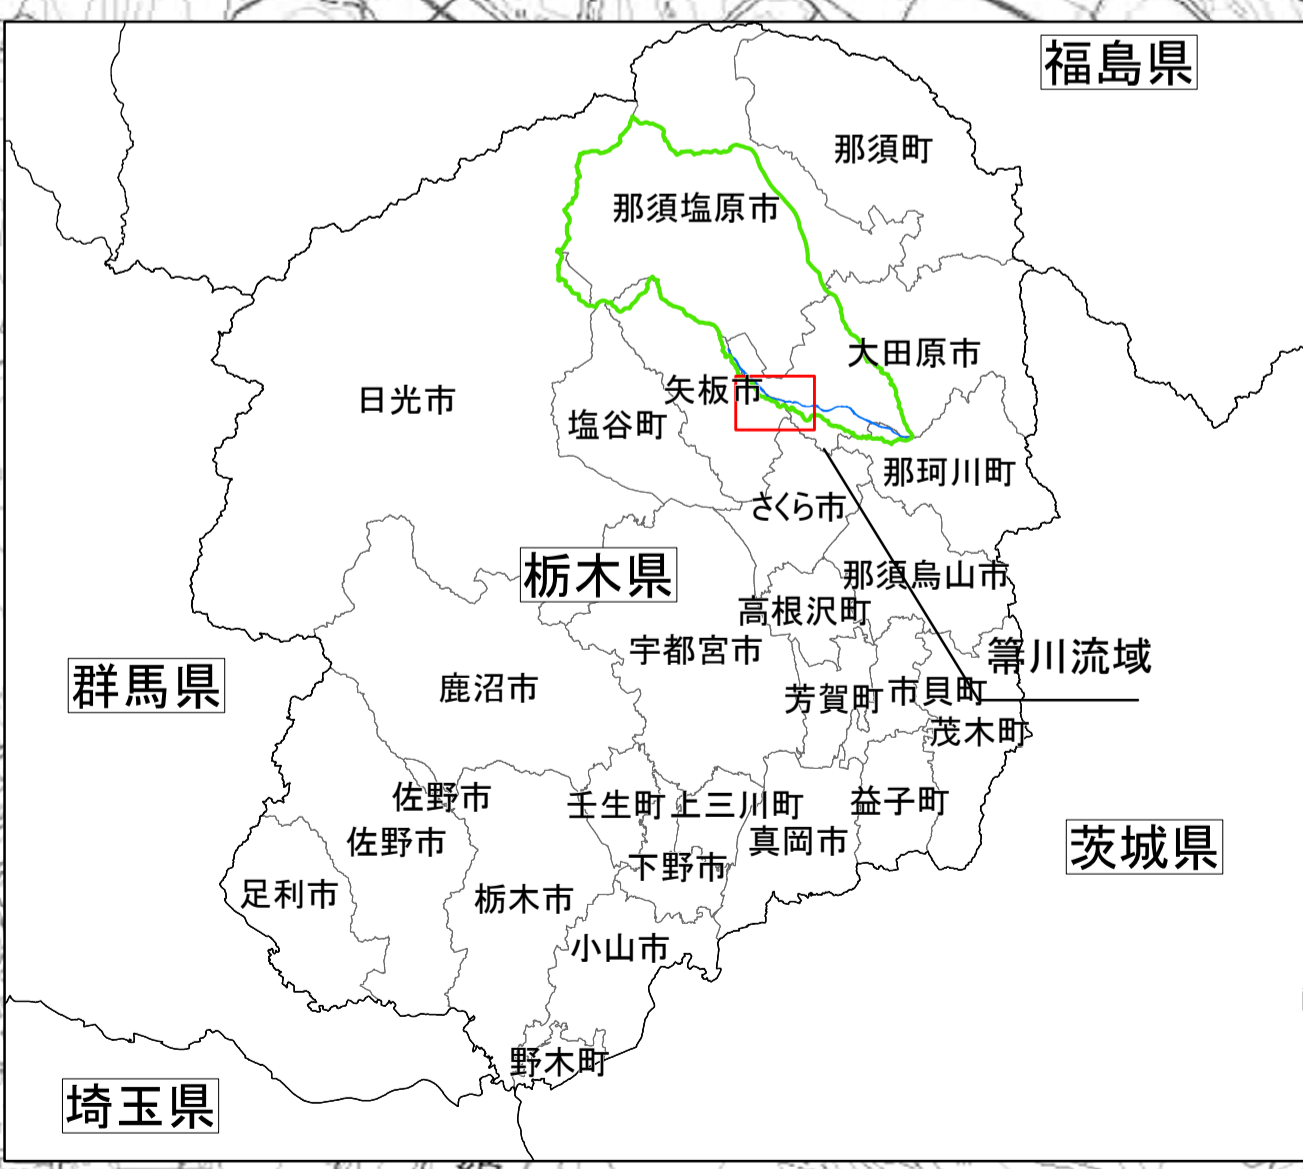 福島県
那須町
那須塩原市
大田原市
矢板市
日光市
塩谷町
那珂川町
さくら市
栃木県
那須烏山市
高根沢町
宇都宮市
箒川流域
群馬県
鹿沼市
芳賀町
市貝町
茂木町
佐野市
壬生町
上三川町
益子町
佐野市
真岡市
茨城県
下野市
足利市
栃木市
小山市
野木町
埼玉県